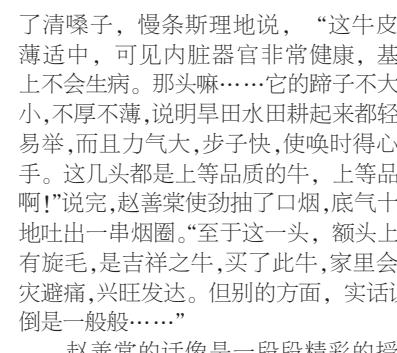 了清嗓子，慢条斯理地说，“这牛皮
薄适中，可见内脏器官非常健康，基
上不会生病。那头嘛……它的蹄子不大
小，不厚不薄，说明旱田水田耕起来都轻
易举，而且力气大，步子快，使唤时得心
手。这几头都是上等品质的牛，上等品
啊！”说完，赵善棠使劲抽了口烟，底气十
地吐出一串烟圈。“至于这一头，额头上
有旋毛，是吉祥之牛，买了此牛，家里会
灾避痛，兴旺发达。但别的方面，实话
倒是一般般……”
赵善棠的话像是一段段精彩的